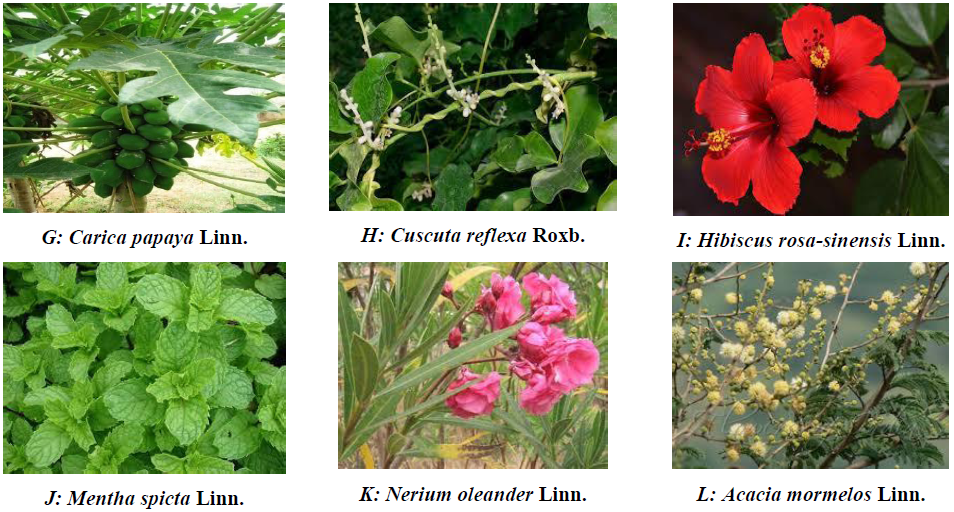 G: Carica papaya Linn.
H: Cuscuta reflexa Roxb.
I: Hibiscus rosa-sinensis Linn.
J: Mentha spicta Linn.
K: Nerium oleander Linn.
L: Acacia mormelos Linn.